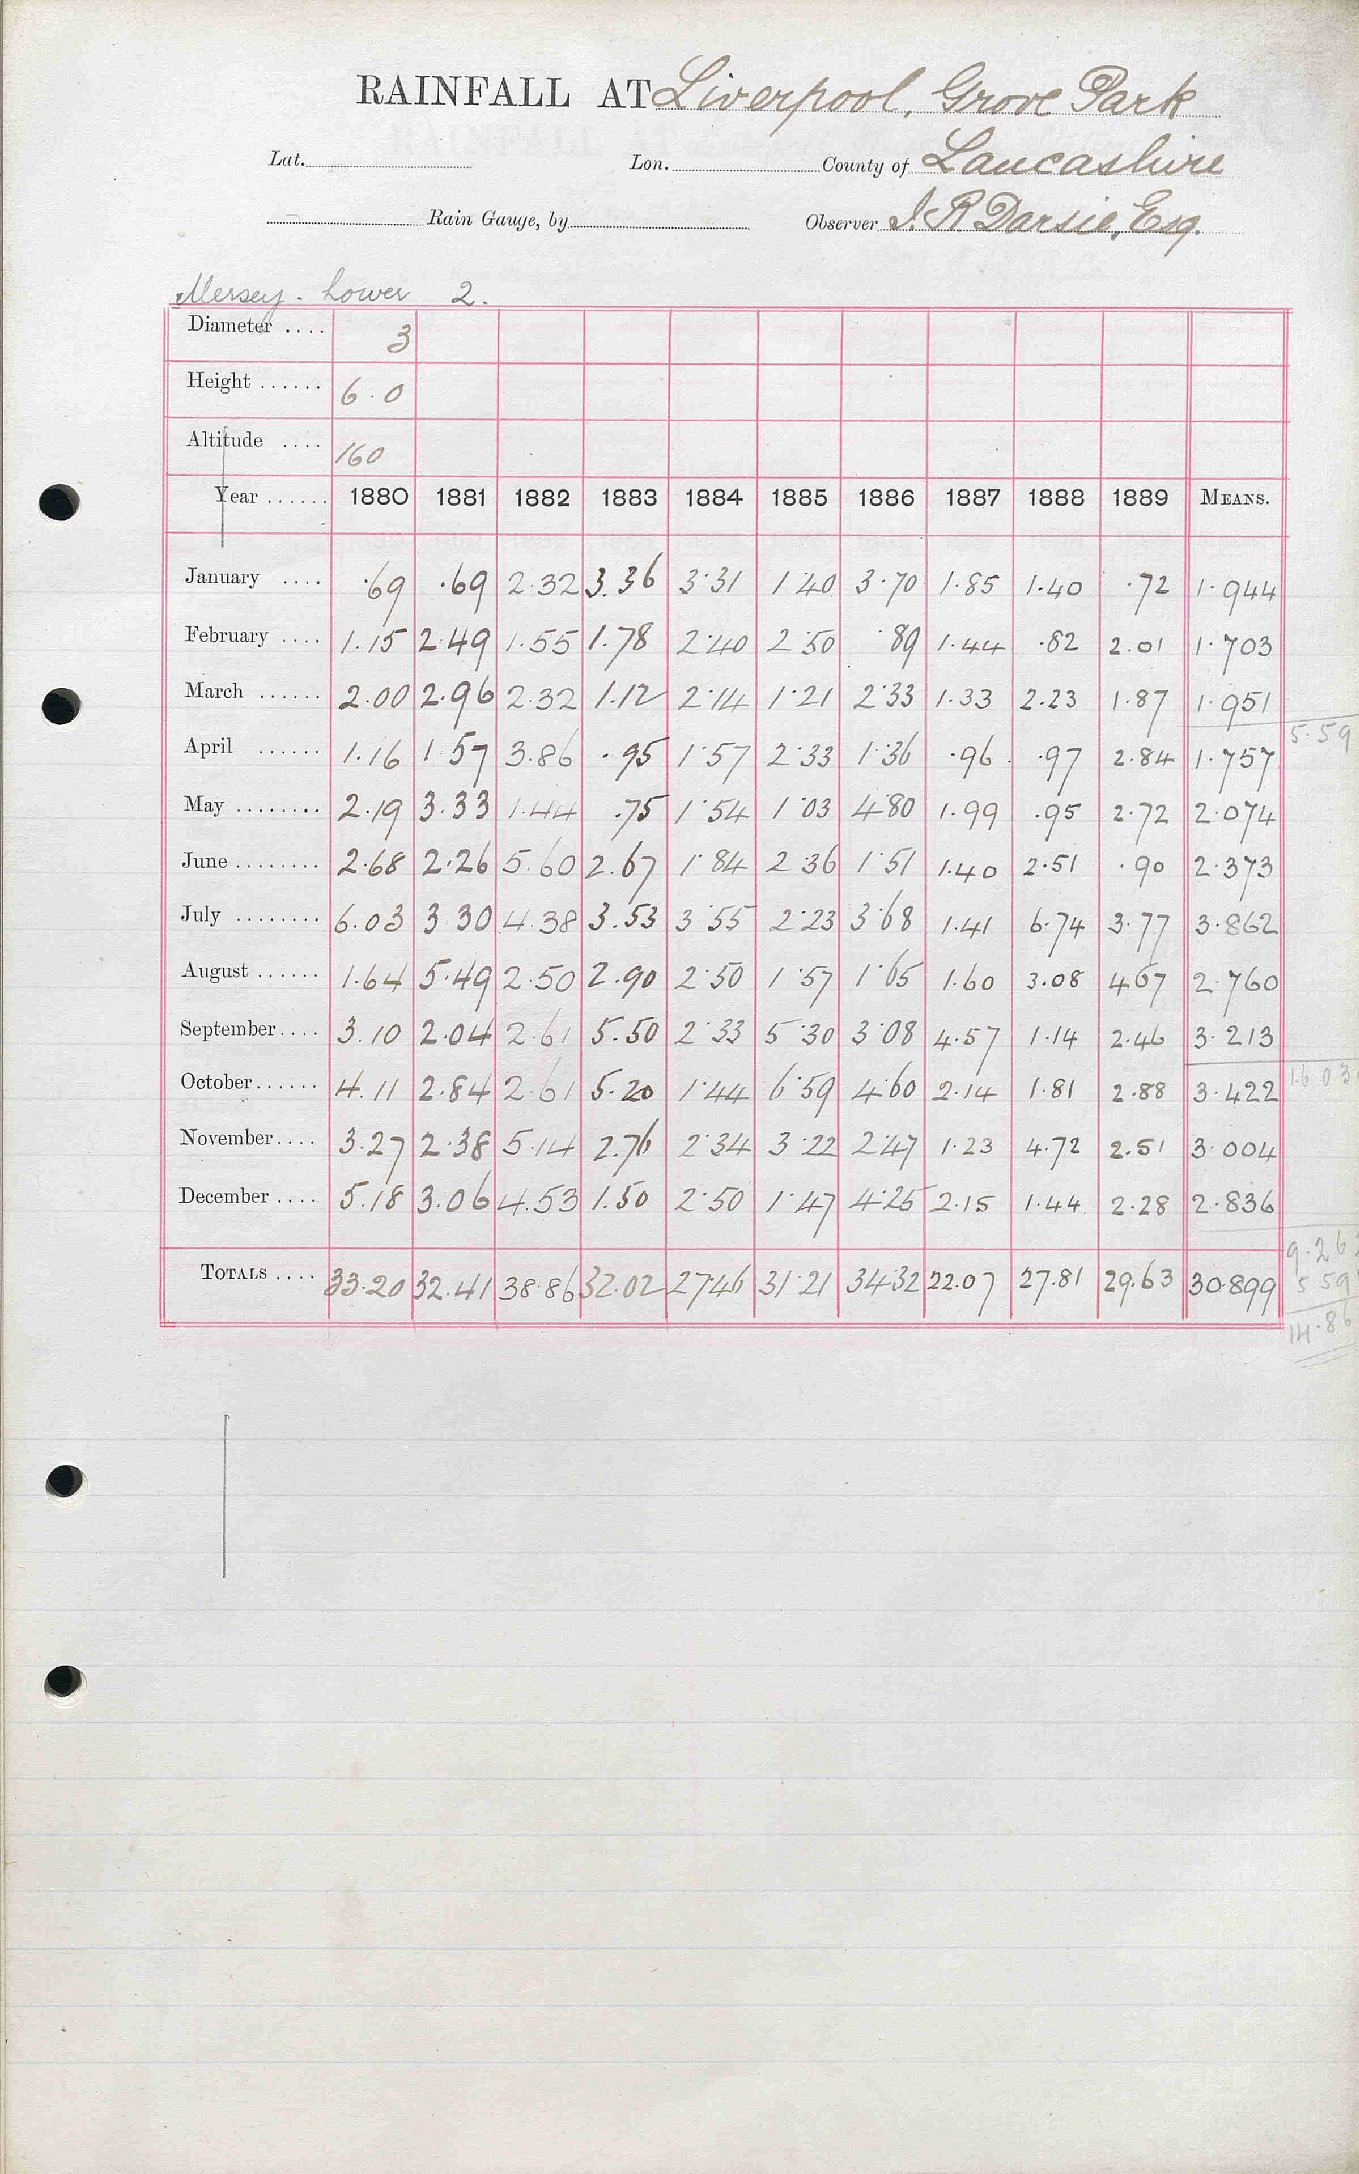 RAINFALL AT Liverpool, Grove Park
Lat. Lon. County of Lancashire
Rain Gauge, by Observer J. R Darsie, Esq.
Mersey. Lower 2.
Diameter .... 3
Height ...... 6.0
Altitude .... 160
Year ...... 1880 1881 1882 1883 1884 1885 1886 1887 1888 1889 MEANS.
January .... .69 .69 2.32 3.36 3.31 1.40 3.70 1.85 1.40 .72 1.944
February .... 1.15 2.49 1.55 1.78 2.40 2.50 .89 1.44 .82 2.01 1.703
March ...... 2.00 2.96 2.32 1.12 2.14 1.21 2.33 1.33 2.23 1.87 1.951
5.59
April ...... 1.16 1.57 3.86 .95 1.57 2.33 1.36 .96 .97 2.84 1.757
May ........ 2.19 3.33 1.44 .75 1.54 1.03 4.80 1.99 .95 2.72 2.074
June ........ 2.68 2.26 5.60 2.67 1.84 2.36 1.51 1.40 2.51 .90 2.373
July ........ 6.03 3.30 4.38 3.53 3.55 2.23 3.68 1.41 6.74 3.77 3.862
August ...... 1.64 5.49 2.50 2.90 2.50 1.57 1.65 1.60 3.08 4.67 2.760
September .... 3.10 2.04 2.61 5.50 2.33 5.30 3.08 4.57 1.14 2.46 3.213
October ...... 4.11 2.84 2.61 5.20 1.44 6.59 4.60 2.14 1.81 2.88 3.422
16.03
November .... 3.27 2.38 5.14 2.76 2.34 3.22 2.47 1.23 4.72 2.51 3.004
December .... 5.18 3.06 4.53 1.50 2.50 1.47 4.25 2.15 1.44 2.28 2.836
9.26
TOTALS .... 33.20 32.41 38.86 32.02 27.46 31.21 34.32 22.07 27.81 29.63 30.899
5 59
14.86